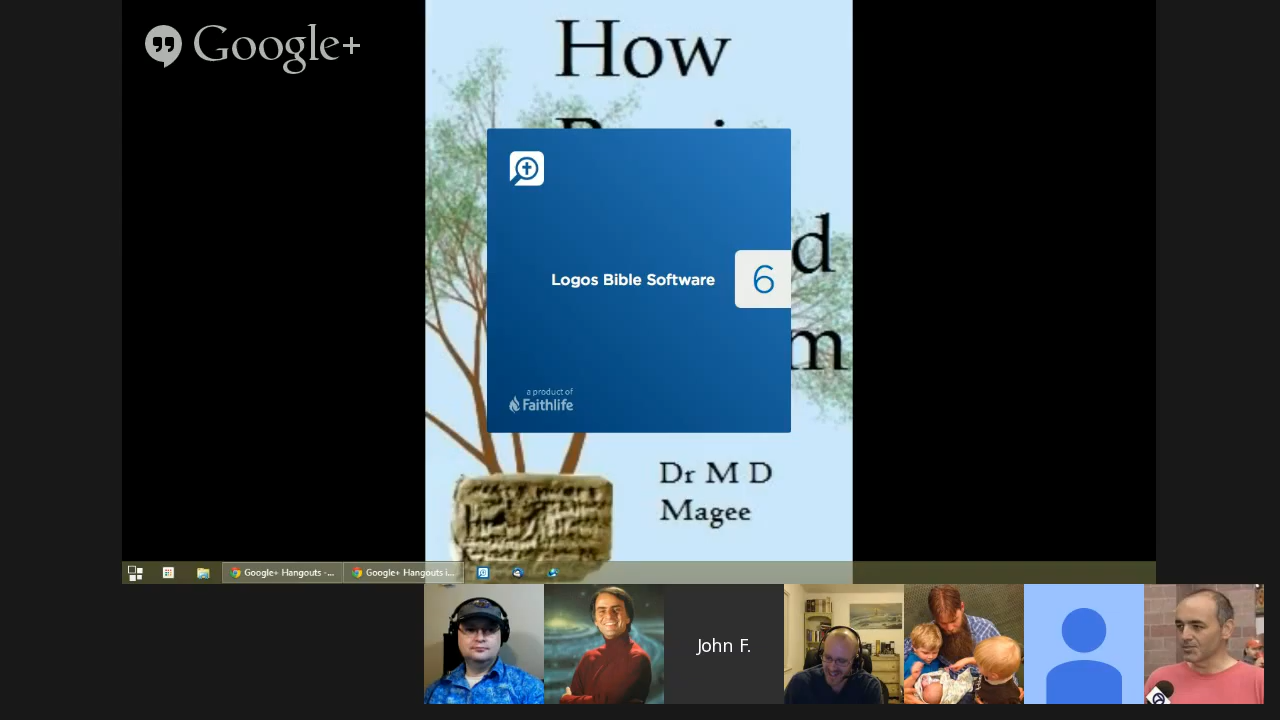 Google+
How
d
m
Logos Bible Software
6
a product of
Faithlife
Dr M D
Magee
Google+ Hangouts -...
Google+ Hangouts i...
John F.